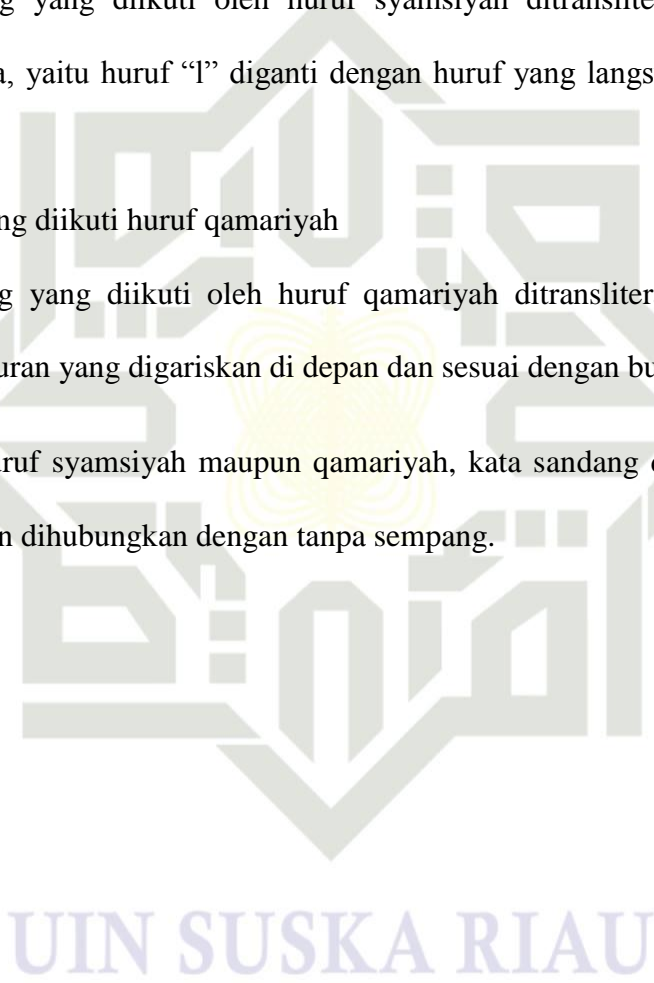 g yang diikuti oleh huruf syamsiyah ditranslite
a, yaitu huruf “l” diganti dengan huruf yang langs
ng diikuti huruf qamariyah
g yang diikuti oleh huruf qamariyah ditransliter
uran yang digariskan di depan dan sesuai dengan bu
uruf syamsiyah maupun qamariyah, kata sandang
n dihubungkan dengan tanpa sempang.
UIN SUSKA RIAU